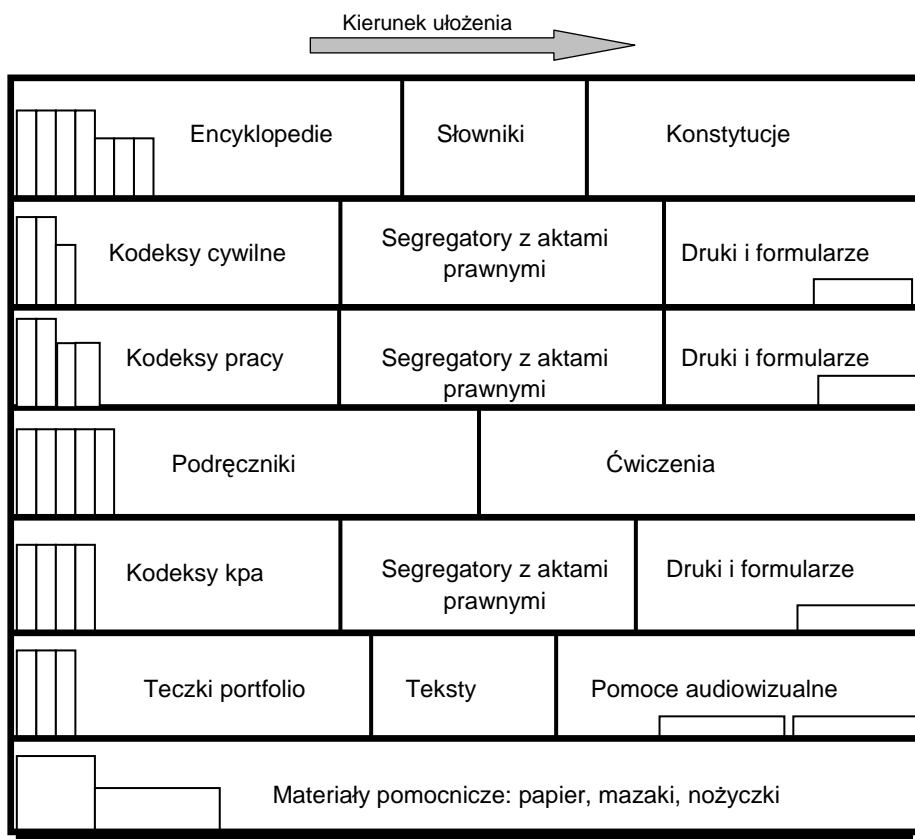 Kierunek ułożenia
Encyklopedie
Słowniki
Konstytucje
Kodeksy cywilne
Segregatory z aktami
prawnymi
Druki i formularze
Kodeksy pracy
Segregatory z aktami
prawnymi
Druki i formularze
Podręczniki
Ćwiczenia
Kodeksy kpa
Segregatory z aktami
prawnymi
Druki i formularze
Teczki portfolio
Teksty
Pomoce audiowizualne
Materiały pomocnicze: papier, mazaki, nożyczki